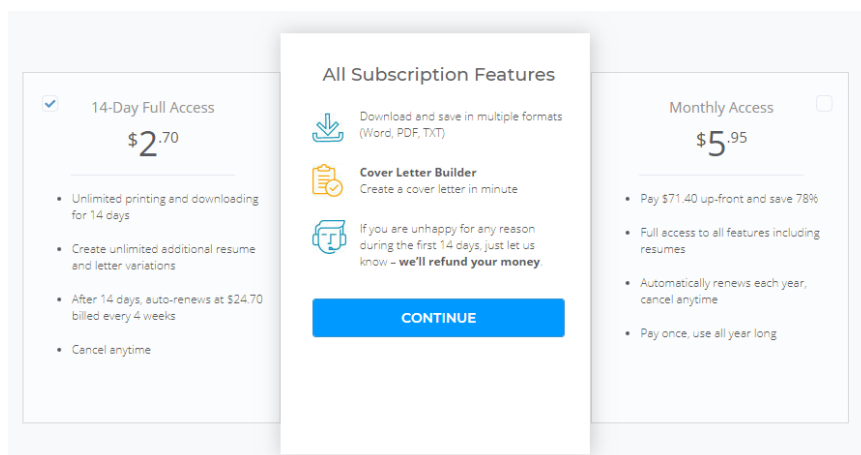 14-Day Full Access
$2.70
• Unlimited printing and downloading
for 14 days
• Create unlimited additional resume
and letter variations
• After 14 days, auto-renews at $24.70
billed every 4 weeks
• Cancel anytime
All Subscription Features
Download and save in multiple formats
(Word, PDF, TXT)
Cover Letter Builder
Create a cover letter in minute
If you are unhappy for any reason
during the first 14 days, just let us
know – we'll refund your money.
CONTINUE
Monthly Access
$5.95
• Pay $71.40 up-front and save 78%
• Full access to all features including
resumes
• Automatically renews each year,
cancel anytime
• Pay once, use all year long